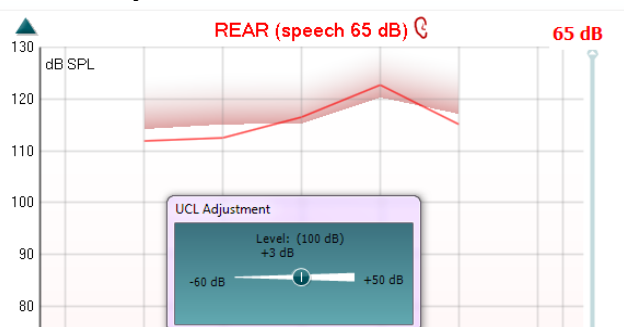 REAR (speech 65 dB)
65 dB
130
dB SPL
120
110
100
90
80
UCL Adjustment
Level: (100 dB)
+3 dB
-60 dB
+50 dB